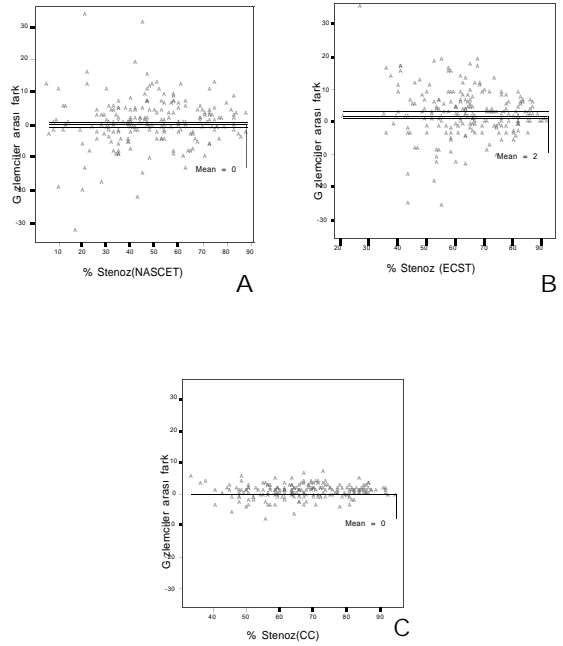 30
20
10
0
-10
-20
-30
G zlemciler arası fark
Mean = 0
10 20 30 40 50 60 70 80 90
% Stenoz(NASCET)
A
30
20
10
0
-10
-20
-30
G zlemciler arası fark
Mean = 2
20 30 40 50 60 70 80 90
% Stenoz (ECST)
B
30
20
10
0
-10
-20
-30
G zlemciler arası fark
Mean = 0
40 50 60 70 80 90
% Stenoz(CC)
C